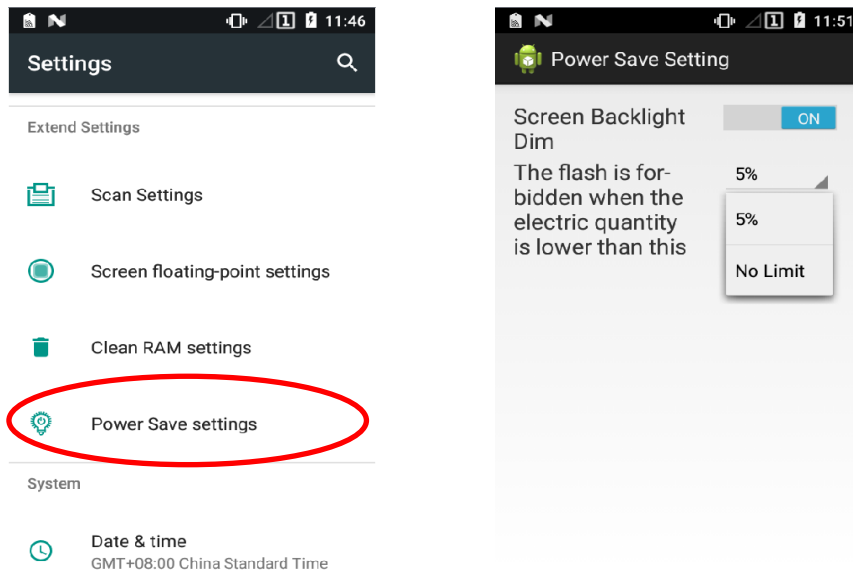 11:46
Settings
Extend Settings
Scan Settings
Screen floating-point settings
Clean RAM settings
Power Save settings
System
Date & time
GMT+08:00 China Standard Time
1
11:51
Power Save Setting
Screen Backlight
Dim
ON
The flash is for-
bidden when the
electric quantity
is lower than this
5%
5%
No Limit